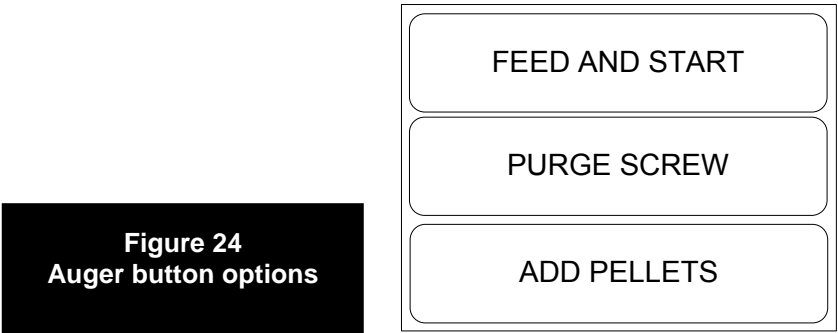 FEED AND START
PURGE SCREW
ADD PELLETS
Figure 24
Auger button options